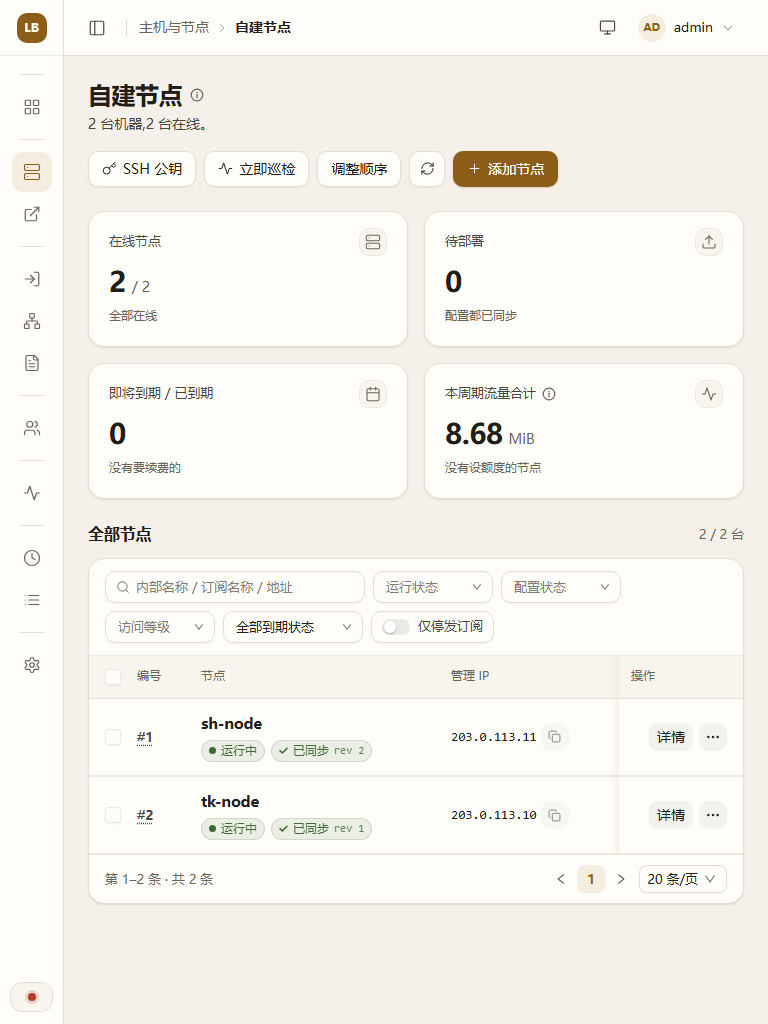 LB
主机与节点 > 自建节点
AD admin
自建节点
2 台机器,2 台在线。
SSH 公钥 立即巡检 调整顺序 添加节点
在线节点
2 / 2
全部在线
待部署
0
配置都已同步
即将到期 / 已到期
0
没有要续费的
本周期流量合计
8.68 MiB
没有设额度的节点
全部节点 2 / 2 台
内部名称 / 订阅名称 / 地址 运行状态 配置状态
访问等级 全部到期状态 仅停发订阅
编号 节点 管理 IP 操作
#1 sh-node 203.0.113.11 详情 ···
运行中 已同步 rev 2
#2 tk-node 203.0.113.10 详情 ···
运行中 已同步 rev 1
第 1–2 条 · 共 2 条 < 1 > 20 条/页